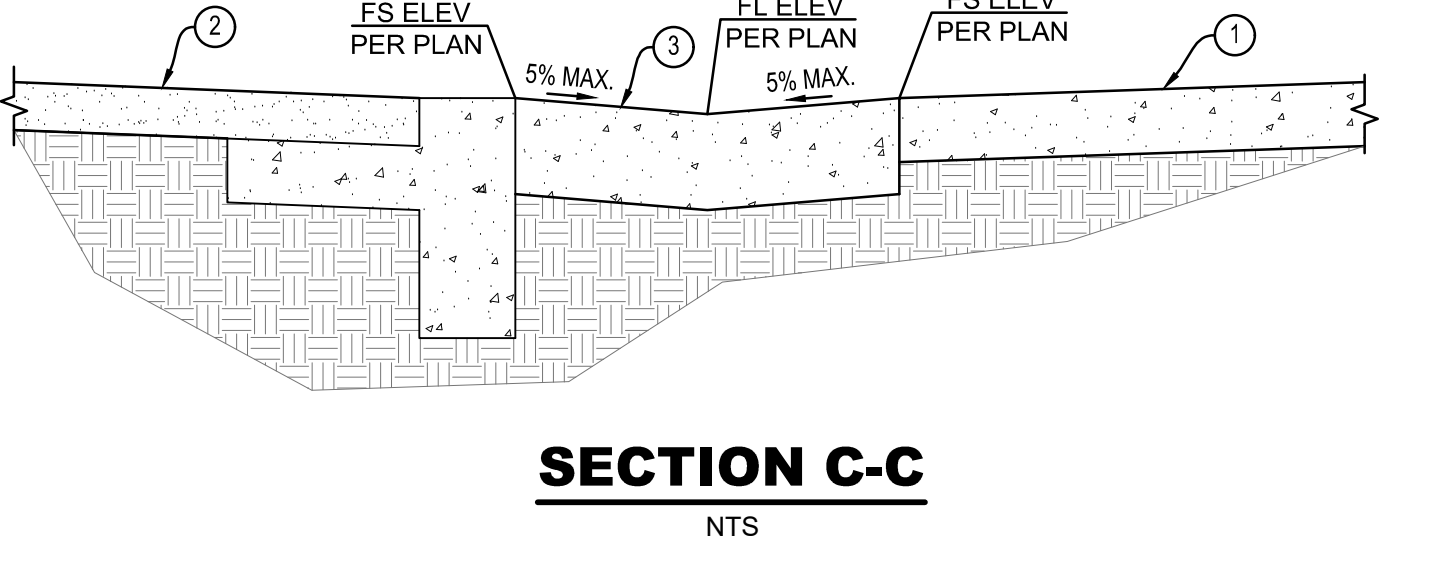 2
FS ELEV
PER PLAN
FL ELEV
PER PLAN
FS ELEV
PER PLAN
1
3
5% MAX.
5% MAX.
SECTION C-C
NTS